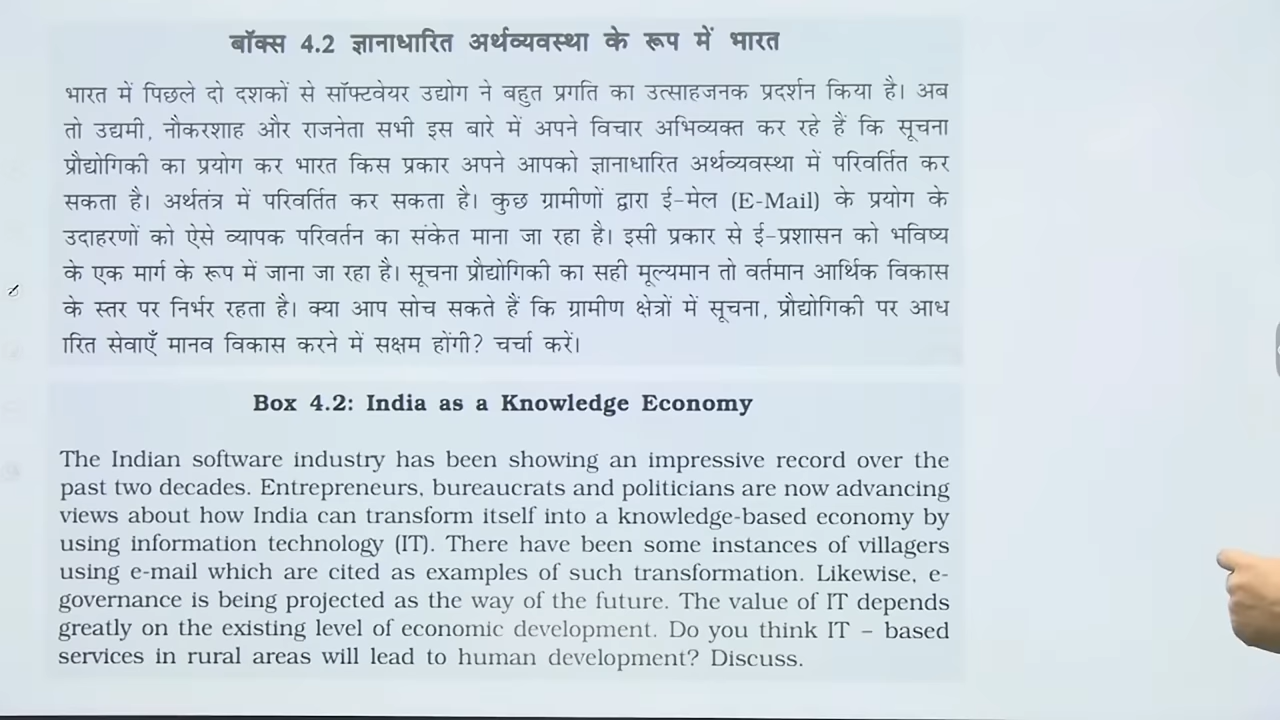 बॉक्स 4.2 ज्ञानाधारित अर्थव्यवस्था के रूप में भारत
भारत में पिछले दो दशकों से सॉफ्टवेयर उद्योग ने बहुत प्रगति का उत्साहजनक प्रदर्शन किया है। अब
तो उद्यमी, नौकरशाह और राजनेता सभी इस बारे में अपने विचार अभिव्यक्त कर रहे हैं कि सूचना
प्रौद्योगिकी का प्रयोग कर भारत किस प्रकार अपने आपको ज्ञानाधारित अर्थव्यवस्था में परिवर्तित कर
सकता है। अर्थतंत्र में परिवर्तित कर सकता है। कुछ ग्रामीणों द्वारा ई-मेल (E-Mail) के प्रयोग के
उदाहरणों को ऐसे व्यापक परिवर्तन का संकेत माना जा रहा है। इसी प्रकार से ई-प्रशासन को भविष्य
के एक मार्ग के रूप में जाना जा रहा है। सूचना प्रौद्योगिकी का सही मूल्यमान तो वर्तमान आर्थिक विकास
के स्तर पर निर्भर रहता है। क्या आप सोच सकते हैं कि ग्रामीण क्षेत्रों में सूचना, प्रौद्योगिकी पर आध
ारित सेवाएँ मानव विकास करने में सक्षम होंगी? चर्चा करें।
Box 4.2: India as a Knowledge Economy
The Indian software industry has been showing an impressive record over the
past two decades. Entrepreneurs, bureaucrats and politicians are now advancing
views about how India can transform itself into a knowledge-based economy by
using information technology (IT). There have been some instances of villagers
using e-mail which are cited as examples of such transformation. Likewise, e-
governance is being projected as the way of the future. The value of IT depends
greatly on the existing level of economic development. Do you think IT – based
services in rural areas will lead to human development? Discuss.